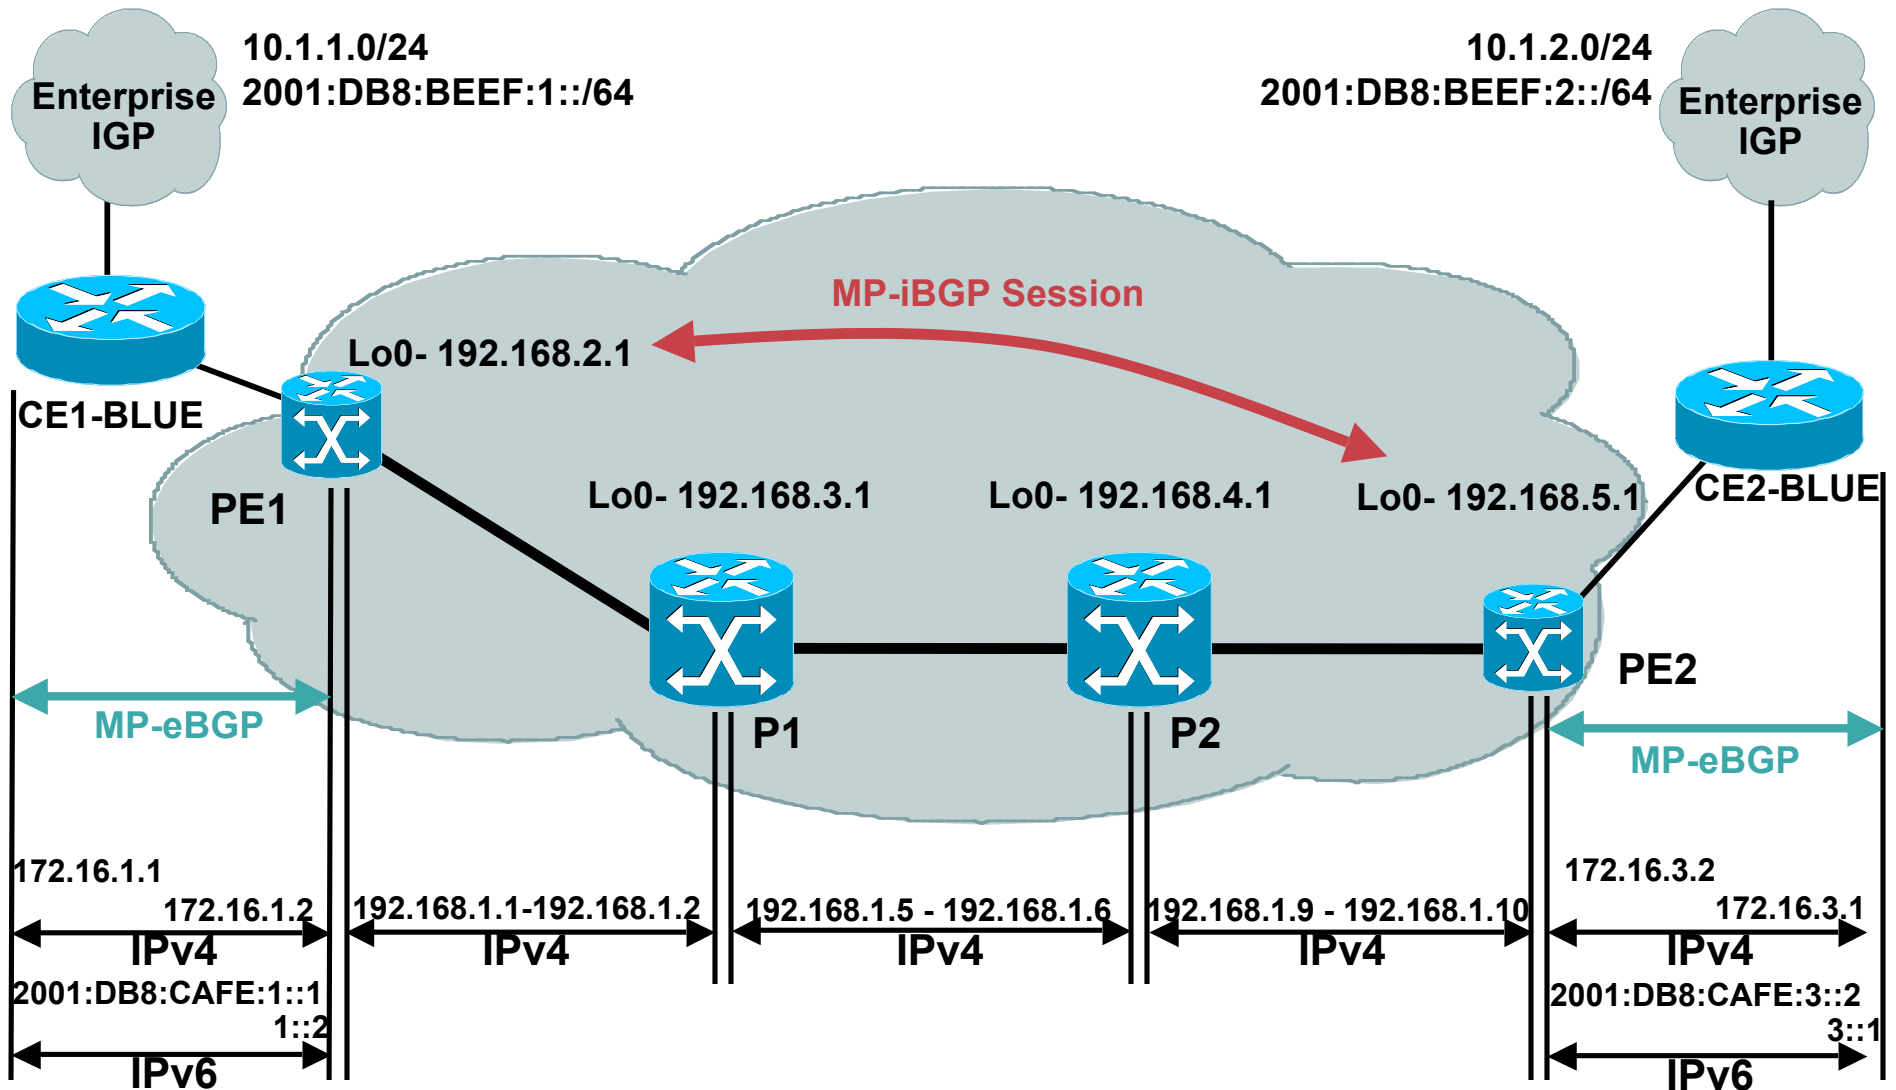 10.1.1.0/24
2001:DB8:BEEF:1::/64
Enterprise
IGP
10.1.2.0/24
2001:DB8:BEEF:2::/64
Enterprise
IGP
MP-iBGP Session
Lo0- 192.168.2.1
CE1-BLUE
PE1
Lo0- 192.168.3.1
Lo0- 192.168.4.1
Lo0- 192.168.5.1
CE2-BLUE
PE2
MP-eBGP
P1
P2
MP-eBGP
172.16.1.1
172.16.1.2
IPv4
192.168.1.1-192.168.1.2
IPv4
192.168.1.5 - 192.168.1.6
IPv4
192.168.1.9 - 192.168.1.10
IPv4
172.16.3.2
172.16.3.1
IPv4
2001:DB8:CAFE:1::1
1::2
IPv6
2001:DB8:CAFE:3::2
3::1
IPv6